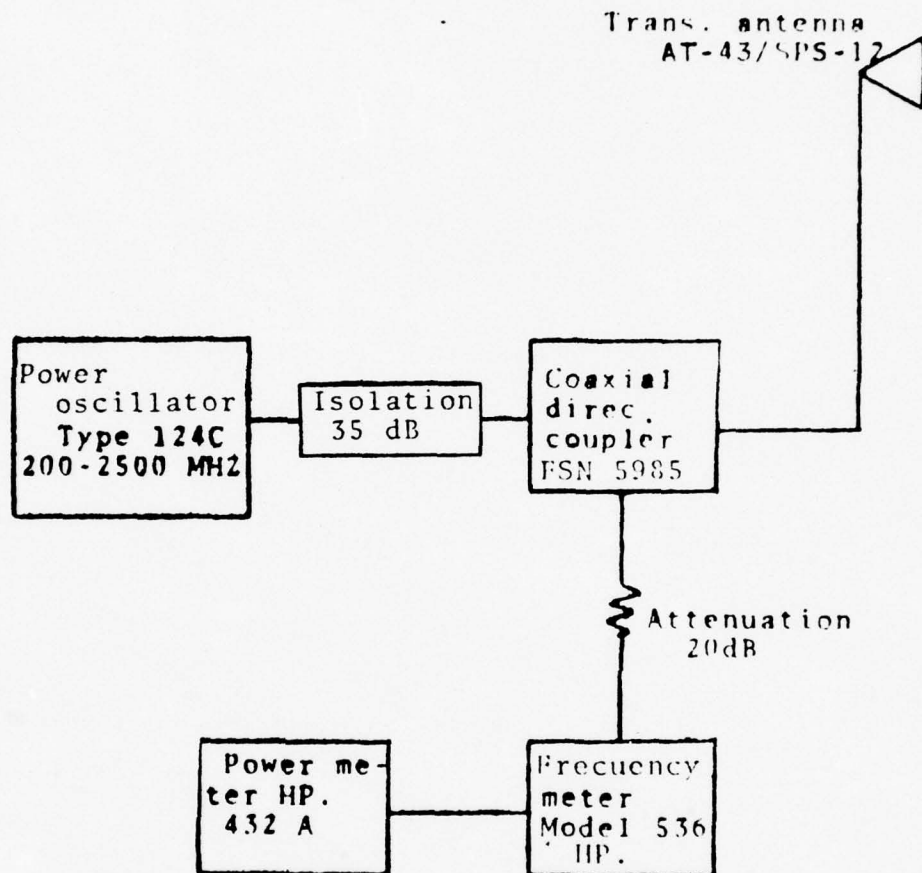 Trans. antenna
AT-43/SPS-12
Power
oscillator
Type 124C
200-2500 MHZ
Isolation
35 dB
Coaxial
direc.
coupler
FSN 5985
Attenuation
20dB
Power me-
ter HP.
432 A
Frecuency
meter
Model 536
HP.